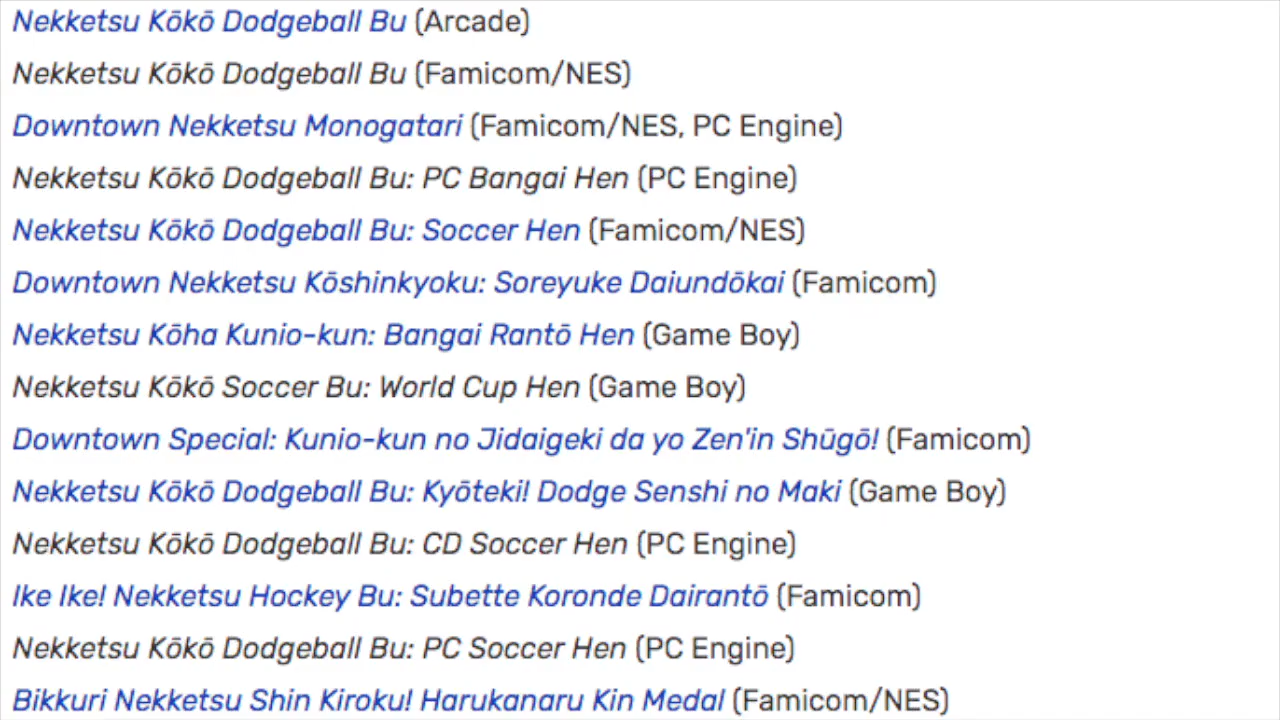 Nekketsu Kōkō Dodgeball Bu (Arcade)
Nekketsu Kōkō Dodgeball Bu (Famicom/NES)
Downtown Nekketsu Monogatari (Famicom/NES, PC Engine)
Nekketsu Kōkō Dodgeball Bu: PC Bangai Hen (PC Engine)
Nekketsu Kōkō Dodgeball Bu: Soccer Hen (Famicom/NES)
Downtown Nekketsu Kōshinkyoku: Soreyuke Daiundōkai (Famicom)
Nekketsu Kōha Kunio-kun: Bangai Rantō Hen (Game Boy)
Nekketsu Kōkō Soccer Bu: World Cup Hen (Game Boy)
Downtown Special: Kunio-kun no Jidaigeki da yo Zen'in Shūgō! (Famicom)
Nekketsu Kōkō Dodgeball Bu: Kyōteki! Dodge Senshi no Maki (Game Boy)
Nekketsu Kōkō Dodgeball Bu: CD Soccer Hen (PC Engine)
Ike Ike! Nekketsu Hockey Bu: Subette Koronde Dairantō (Famicom)
Nekketsu Kōkō Dodgeball Bu: PC Soccer Hen (PC Engine)
Bikkuri Nekketsu Shin Kiroku! Harukanaru Kin Medal (Famicom/NES)